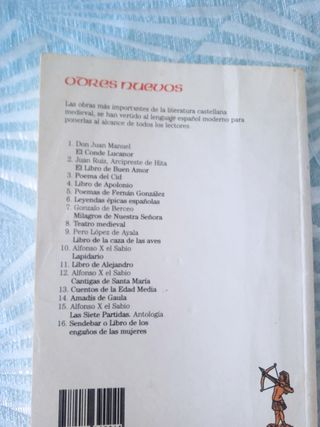 ODRES NUEVOS
Las obras más importantes de la literatura castellana
medieval, se han vertido al lenguaje español moderno para
ponerlas al alcance de todos los lectores
1. Don Juan Manuel
El Conde Lucanor
2. Juan Ruiz, Arcipreste de Hita
El Libro de Buen Amor
3. Poema del Cid
4. Libro de Apolonio
5. Poemas de Fernán González
6. Leyendas épicas españolas
7. Gonzalo de Berceo
Milagros de Nuestra Señora
8. Teatro medieval
9. Pero López de Ayala
Libro de la caza de las aves
10. Alfonso X el Sabio
Lapidario
11. Libro de Alejandro
12. Alfonso X el Sabio
Cantigas de Santa María
13. Cuentos de la Edad Media
14. Amadís de Gaula
15. Alfonso X el Sabio
Las Siete Partidas. Antología
16. Sendebar o Libro de los
engaños de las mujeres